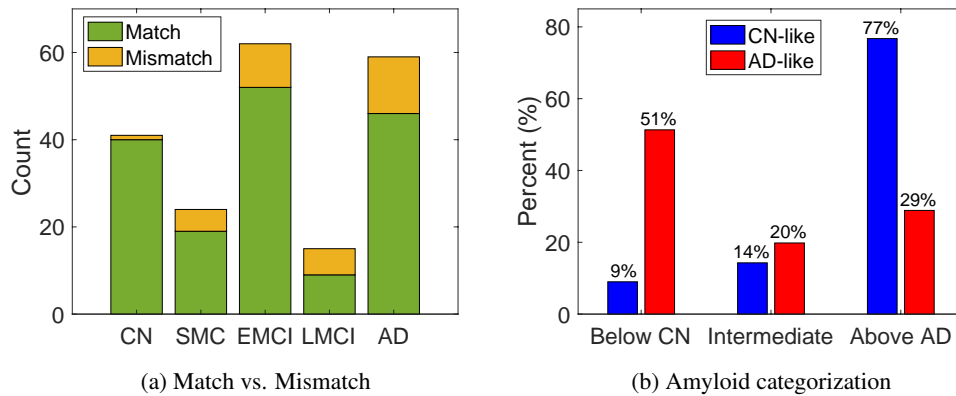 Match
Mismatch
Count
60
40
20
0
CN
SMC
EMCI
LMCI
AD
(a) Match vs. Mismatch
CN-like
AD-like
Percent (%)
80
60
40
20
0
9%
51%
14%
20%
77%
29%
Below CN
Intermediate
Above AD
(b) Amyloid categorization